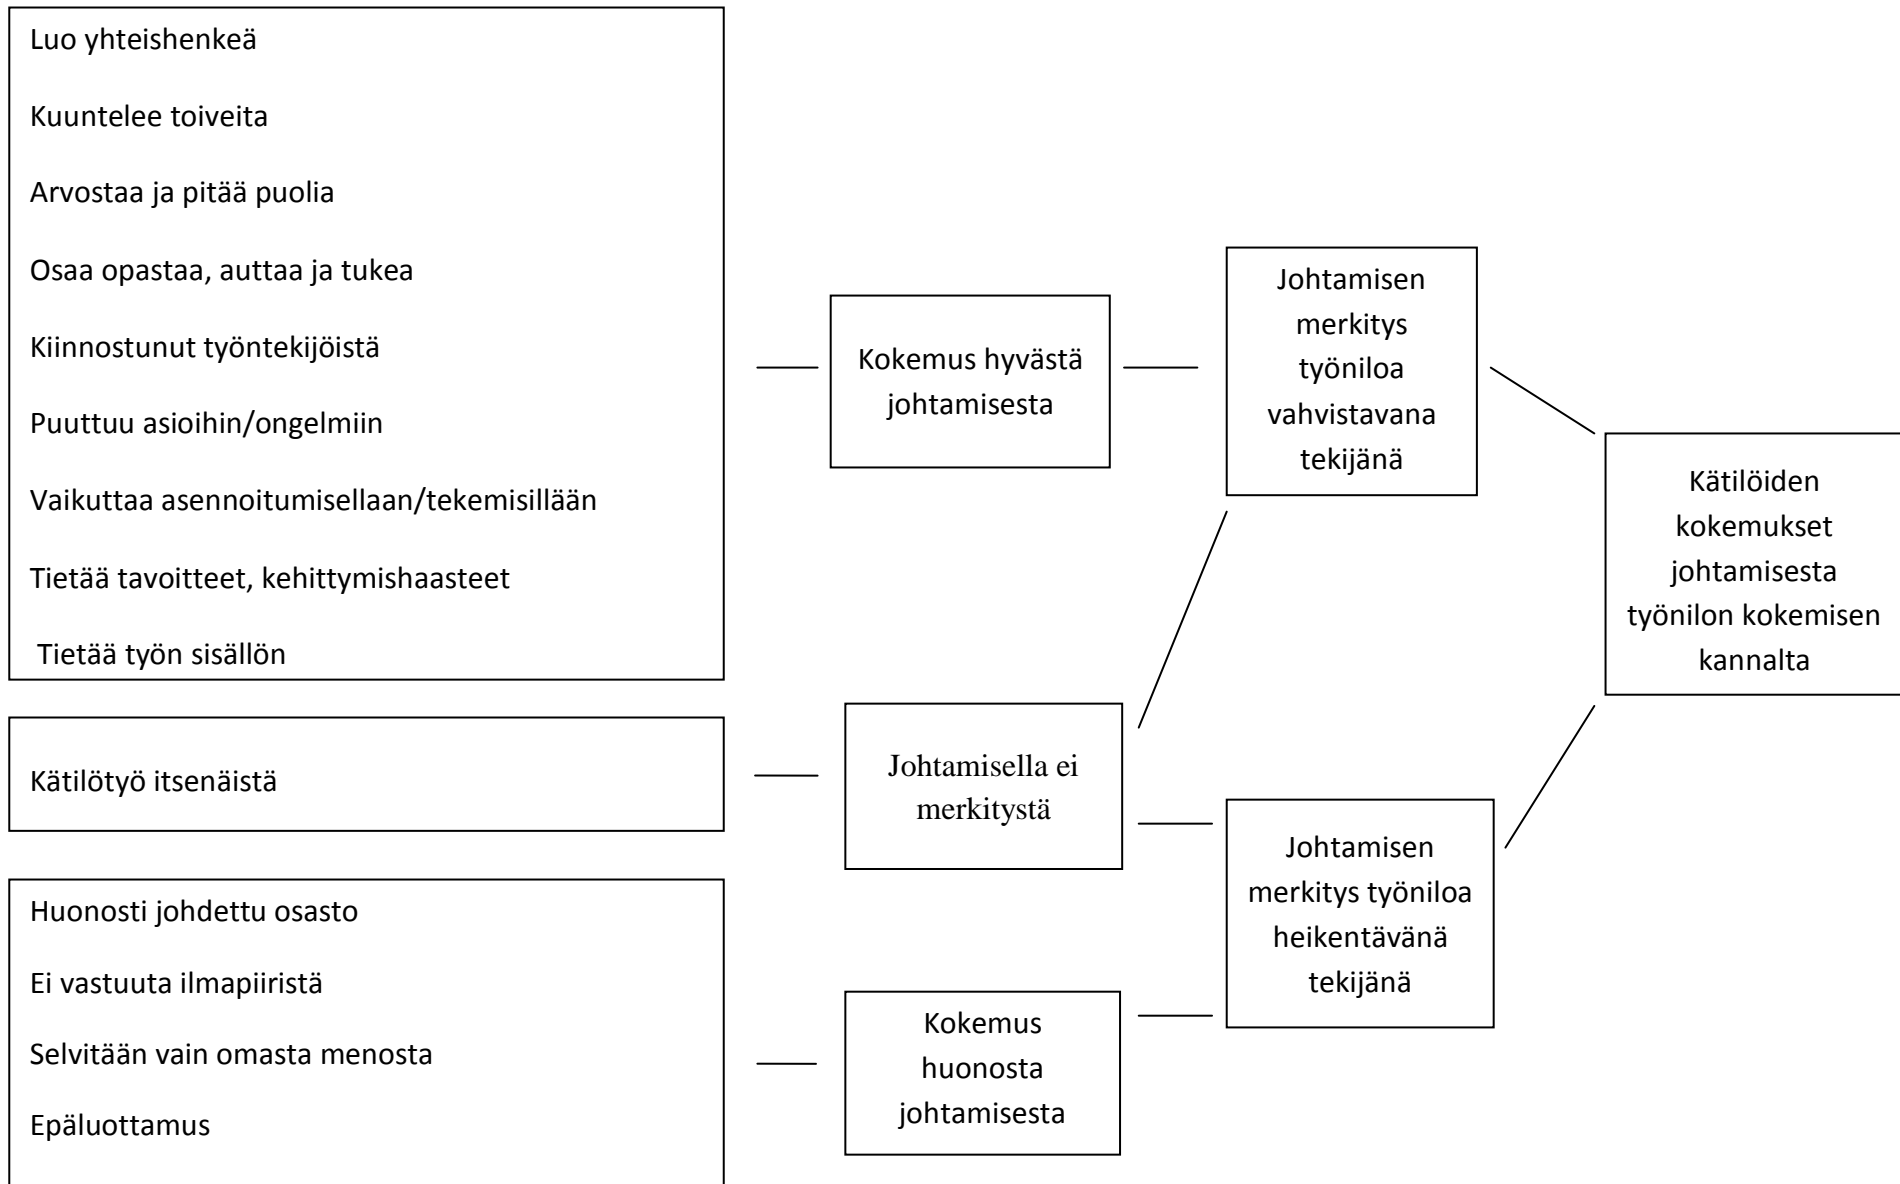 Luo yhteishenkeä
Kuuntelee toiveita
Arvostaa ja pitää puolia
Osaa opastaa, auttaa ja tukea
Kiinnostunut työntekijöistä
Puuttuu asioihin/ongelmiin
Vaikuttaa asennoitumisellaan/tekemisillään
Tietää tavoitteet, kehittymishaasteet
Tietää työn sisällön
Kätilötyö itsenäistä
Huonosti johdettu osasto
Ei vastuuta ilmapiiristä
Selvitään vain omasta menosta
Epäluottamus
Kokemus hyvästä
johtamisesta
Johtamisella ei
merkitystä
Kokemus
huonosta
johtamisesta
Johtamisen
merkitys
työniloa
vahvistavana
tekijänä
Johtamisen
merkitys työniloa
heikentävänä
tekijänä
Kätilöiden
kokemukset
johtamisesta
työnilon kokemisen
kannalta